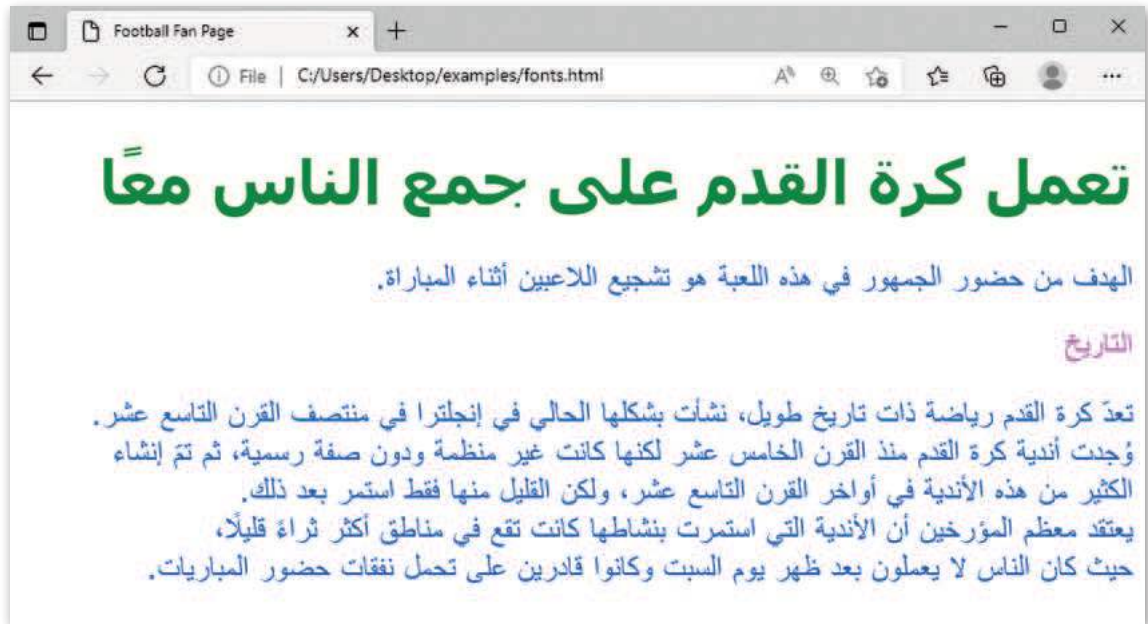 Football Fan Page
File | C:/Users/Desktop/examples/fonts.html
تعمل كرة القدم على جمع الناس معًا
الهدف من حضور الجمهور في هذه اللعبة هو تشجيع اللاعبين أثناء المباراة.
التاريخ
تعدّ كرة القدم رياضة ذات تاريخ طويل، نشأت بشكلها الحالي في إنجلترا في منتصف القرن التاسع عشر.
وُجدت أندية كرة القدم منذ القرن الخامس عشر لكنها كانت غير منظمة ودون صفة رسمية، ثم تمّ إنشاء
الكثير من هذه الأندية في أواخر القرن التاسع عشر، ولكن القليل منها فقط استمر بعد ذلك.
يعتقد معظم المؤرخين أن الأندية التي استمرت بنشاطها كانت تقع في مناطق أكثر ثراءً قليلًا،
حيث كان الناس لا يعملون بعد ظهر يوم السبت وكانوا قادرين على تحمل نفقات حضور المباريات.